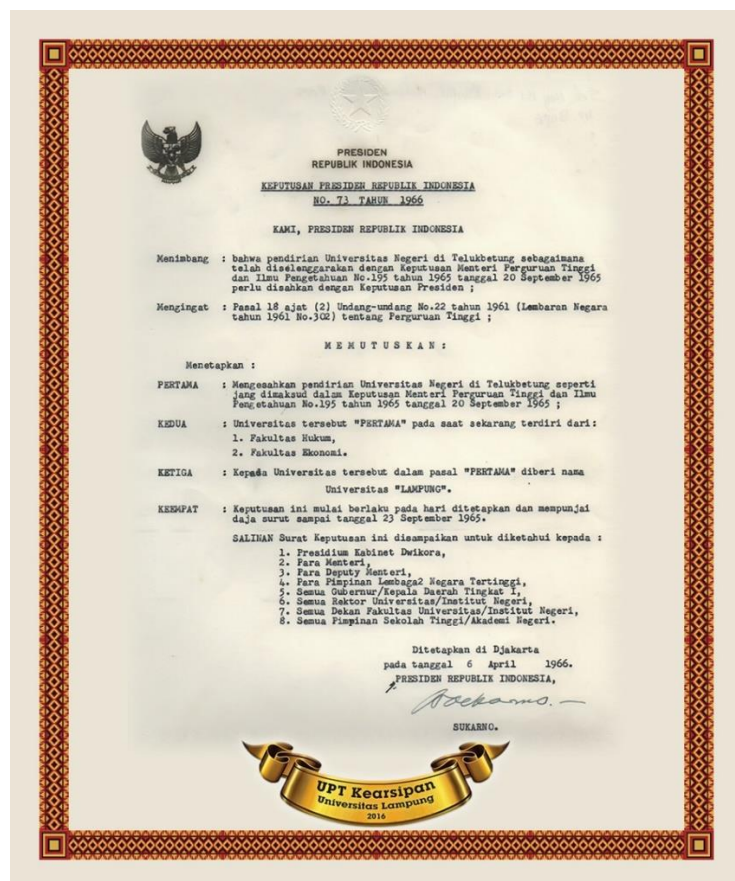 PRESIDEN
REPUBLIK INDONESIA
KEPUTUSAN PRESIDEN REPUBLIK INDONESIA
NO. 73 TAHUN 1966
KAMI, PRESIDEN REPUBLIK INDONESIA
Menimbang : bahwa pendirian Universitas Negeri di Telukbetung sebagaimana
telah diselenggarakan dengan Keputusan Menteri Perguruan Tinggi
dan Ilmu Pengetahuan No.195 tahun 1965 tanggal 20 September 1965
perlu disahkan dengan Keputusan Presiden ;
Mengingat : Pasal 18 ajat (2) Undang-undang No.22 tahun 1961 (Lembaran Negara
tahun 1961 No.302) tentang Perguruan Tinggi ;
M E M U T U S K A N :
Menetapkan :
PERTAMA : Mengesahkan pendirian Universitas Negeri di Telukbetung seperti
jang dimaksud dalam Keputusan Menteri Perguruan Tinggi dan Ilmu
Pengetahuan No.195 tahun 1965 tanggal 20 September 1965 ;
KEDUA : Universitas tersebut "PERTAMA" pada saat sekarang terdiri dari:
1. Fakultas Hukum,
2. Fakultas Ekonomi.
KETIGA : Kepada Universitas tersebut dalam pasal "PERTAMA" diberi nama
Universitas "LAMPUNG".
KEEMPAT : Keputusan ini mulai berlaku pada hari ditetapkan dan mempunjai
daja surut sampai tanggal 23 September 1965.
SALINAN Surat Keputusan ini disampaikan untuk diketahui kepada :
1. Presidium Kabinet Dwikora,
2. Para Menteri,
3. Para Deputy Menteri,
4. Para Pimpinan Lembaga2 Negara Tertinggi,
5. Semua Gubernur/Kepala Daerah Tingkat I,
6. Semua Rektor Universitas/Institut Negeri,
7. Semua Dekan Fakultas Universitas/Institut Negeri,
8. Semua Pimpinan Sekolah Tinggi/Akademi Negeri.
Ditetapkan di Djakarta
pada tanggal 6 April 1966.
PRESIDEN REPUBLIK INDONESIA,
Soekarno.
SUKARNO.
UPT Kearsipan
Universitas Lampung
2016